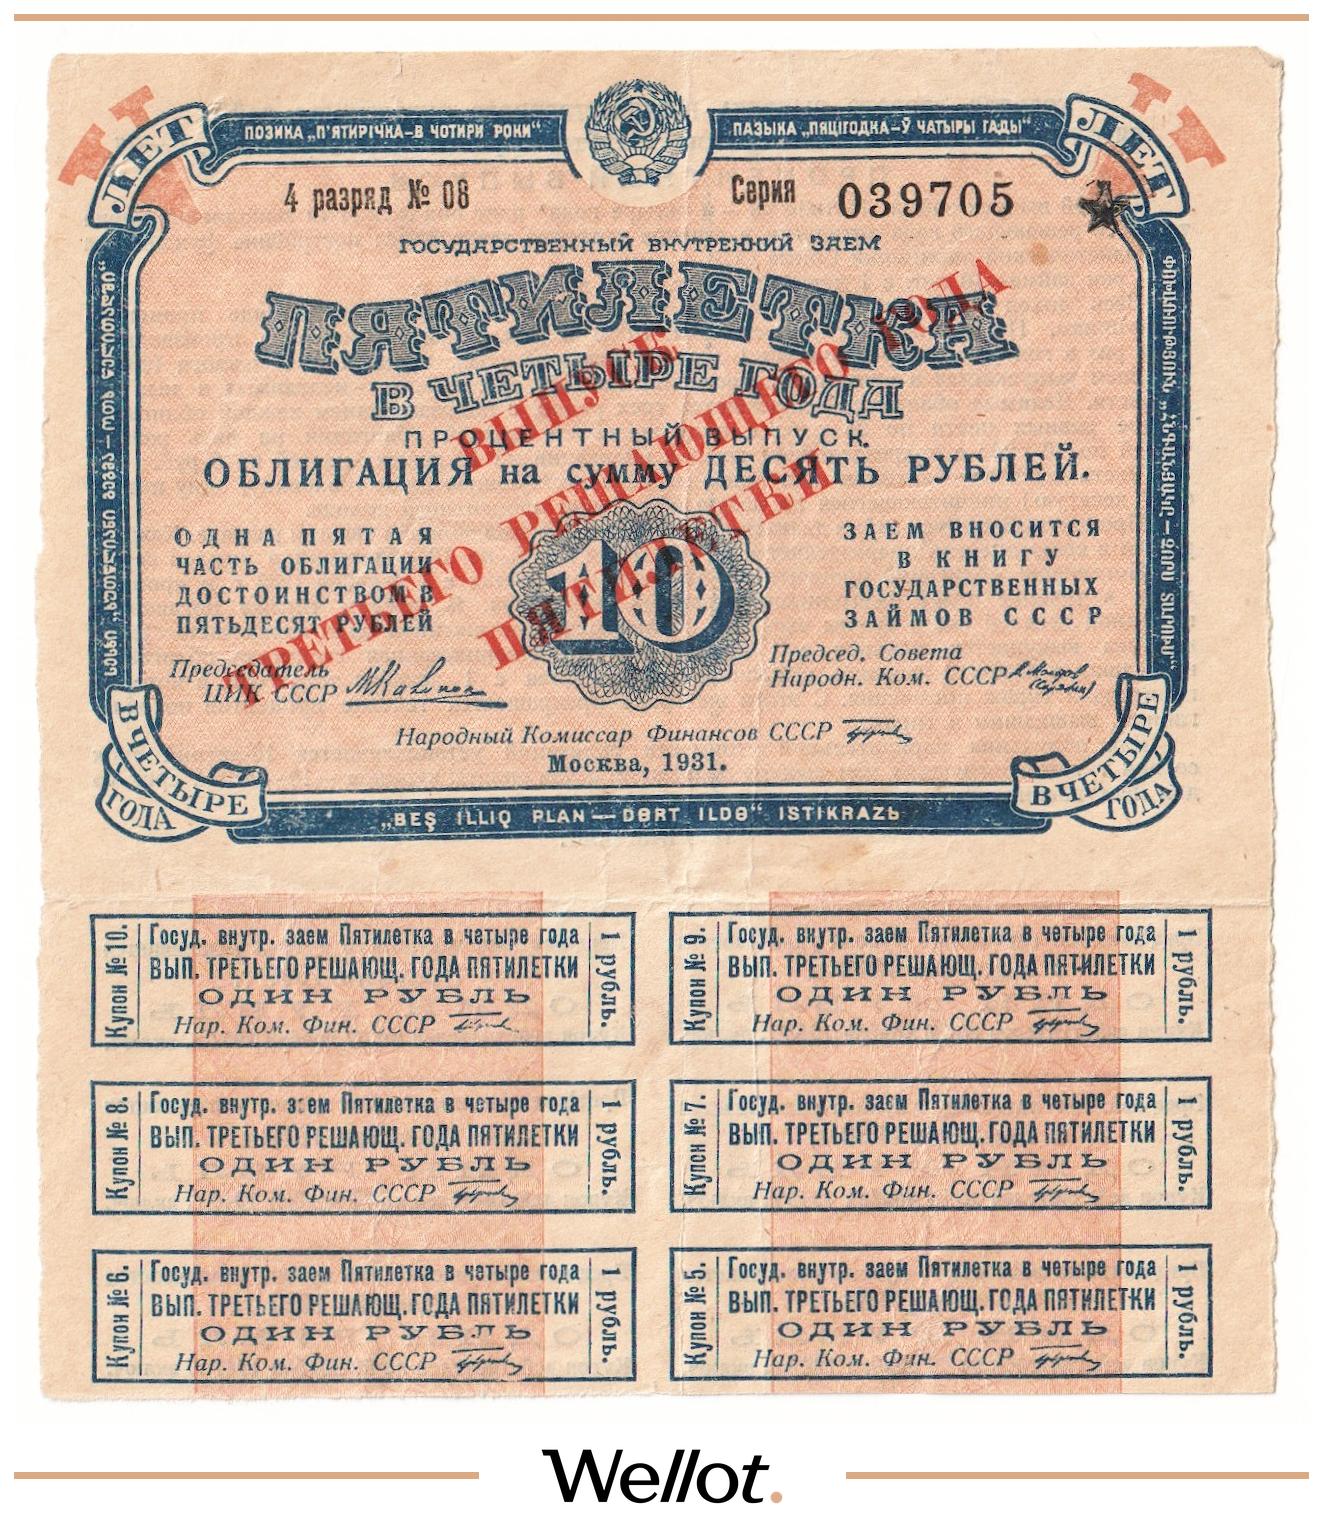 ЛЕТ
ПОЗИКА „П'ЯТИРІЧКА–В ЧОТИРИ РОКИ“
ПАЗЫКА „ПЯЦІГОДКА–Ў ЧАТЫРЫ ГАДЫ“
ЛЕТ
4 разряд № 08
Серия 039705
ГОСУДАРСТВЕННЫЙ ВНУТРЕННИЙ ЗАЕМ
ПЯТИЛЕТКА
В ЧЕТЫРЕ ГОДА
ПРОЦЕНТНЫЙ ВЫПУСК.
ОБЛИГАЦИЯ на сумму ДЕСЯТЬ РУБЛЕЙ.
ВЫПУСК
ТРЕТЬЕГО РЕШАЮЩЕГО ГОДА
ПЯТИЛЕТКИ
ОДНА ПЯТАЯ
ЧАСТЬ ОБЛИГАЦИИ
ДОСТОИНСТВОМ В
ПЯТЬДЕСЯТ РУБЛЕЙ
10
ЗАЕМ ВНОСИТСЯ
В КНИГУ
ГОСУДАРСТВЕННЫХ
ЗАЙМОВ СССР
Председатель
ЦИК СССР
Председ. Совета
Народн. Ком. СССР
Народный Комиссар Финансов СССР
Москва, 1931.
В ЧЕТЫРЕ
ГОДА
В ЧЕТЫРЕ
ГОДА
„BEŞ ILLIQ PLAN — DƟRT ILDƏ“ ISTIKRAZЬ
Купон № 10.
Госуд. внутр. заем Пятилетка в четыре года
ВЫП. ТРЕТЬЕГО РЕШАЮЩ. ГОДА ПЯТИЛЕТКИ
ОДИН РУБЛЬ
Нар. Ком. Фин. СССР
1 рубль.
Купон № 9.
Госуд. внутр. заем Пятилетка в четыре года
ВЫП. ТРЕТЬЕГО РЕШАЮЩ. ГОДА ПЯТИЛЕТКИ
ОДИН РУБЛЬ
Нар. Ком. Фин. СССР
1 рубль.
Купон № 8.
Госуд. внутр. заем Пятилетка в четыре года
ВЫП. ТРЕТЬЕГО РЕШАЮЩ. ГОДА ПЯТИЛЕТКИ
ОДИН РУБЛЬ
Нар. Ком. Фин. СССР
1 рубль.
Купон № 7.
Госуд. внутр. заем Пятилетка в четыре года
ВЫП. ТРЕТЬЕГО РЕШАЮЩ. ГОДА ПЯТИЛЕТКИ
ОДИН РУБЛЬ
Нар. Ком. Фин. СССР
1 рубль.
Купон № 6.
Госуд. внутр. заем Пятилетка в четыре года
ВЫП. ТРЕТЬЕГО РЕШАЮЩ. ГОДА ПЯТИЛЕТКИ
ОДИН РУБЛЬ
Нар. Ком. Фин. СССР
1 рубль.
Купон № 5.
Госуд. внутр. заем Пятилетка в четыре года
ВЫП. ТРЕТЬЕГО РЕШАЮЩ. ГОДА ПЯТИЛЕТКИ
ОДИН РУБЛЬ
Нар. Ком. Фин. СССР
1 рубль.
Wellot.